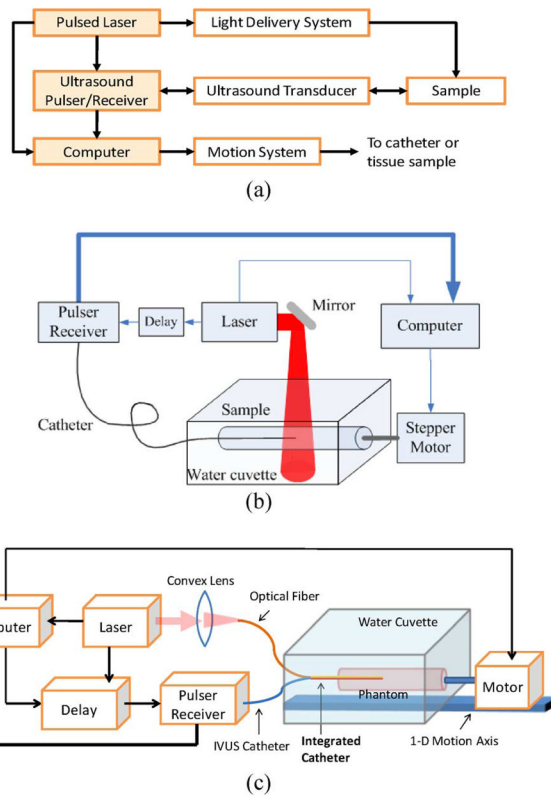 Pulsed Laser
Light Delivery System
Ultrasound
Pulser/Receiver
Ultrasound Transducer
Sample
Computer
Motion System
To catheter or
tissue sample
(a)
Mirror
Pulser
Receiver
Delay
Laser
Computer
Catheter
Sample
Stepper
Motor
Water cuvette
(b)
Convex Lens
Optical Fiber
Water Cuvette
puter
Laser
Phantom
Motor
Delay
Pulser
Receiver
IVUS Catheter
Integrated
Catheter
1-D Motion Axis
(c)